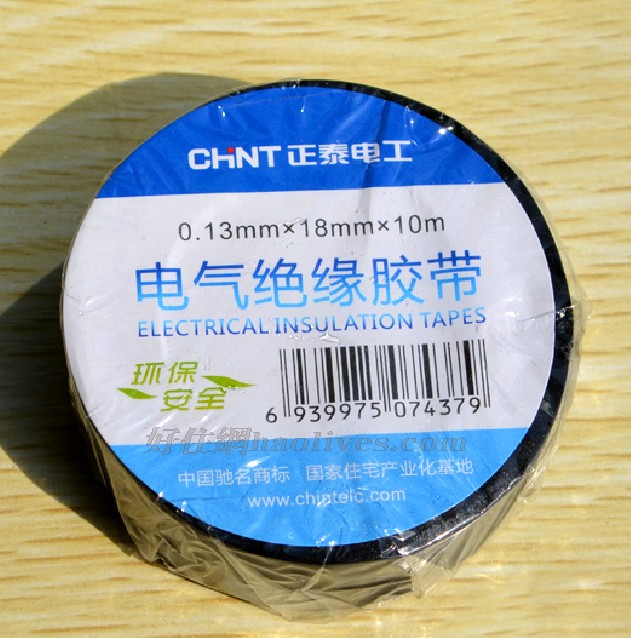 CHNT 正泰电工
0.13mm×18mm×10m
电气绝缘胶带
ELECTRICAL INSULATION TAPES
环保
安全
6 939975 074379
好住網haolives.com
中国驰名商标 国家住宅产业化基地
www.chintelc.com